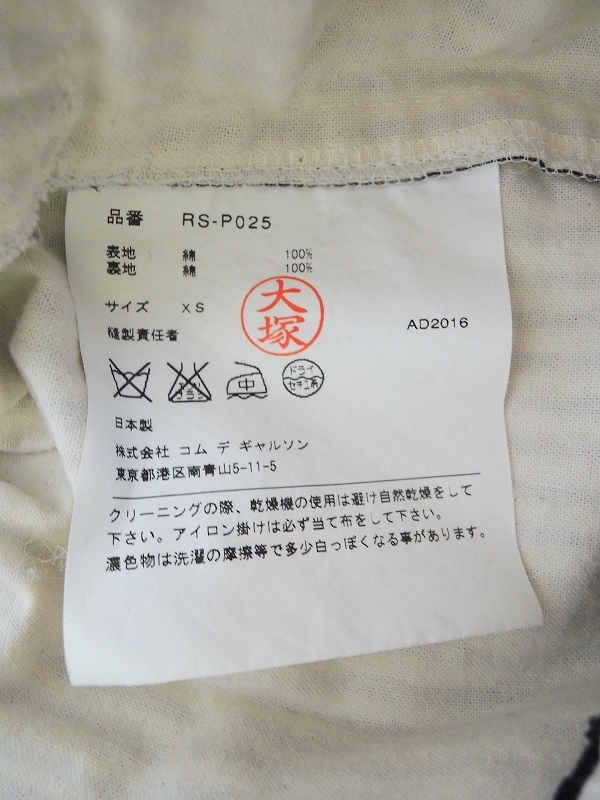 品番 RS-P025
表地 綿 100%
裏地 綿 100%
サイズ XS
大塚
縫製責任者
AD2016
エンソサラシ
中
ドライ
セキユ系
日本製
株式会社 コム デ ギャルソン
東京都港区南青山5-11-5
クリーニングの際、乾燥機の使用は避け自然乾燥をして
下さい。アイロン掛けは必ず当て布をして下さい。
濃色物は洗濯の摩擦等で多少白っぽくなる事があります。